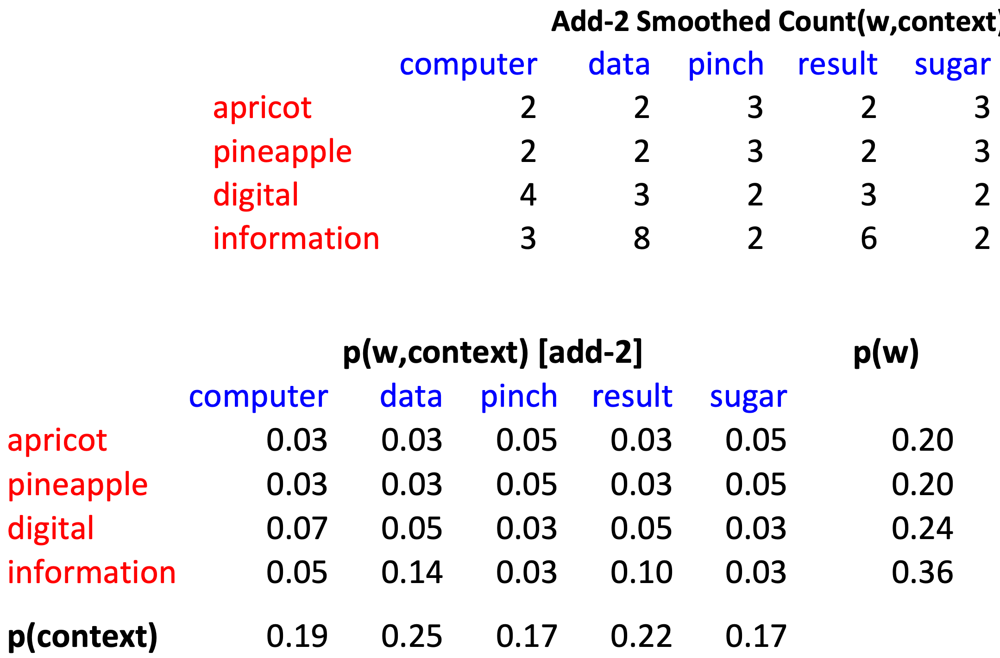 Add-2 Smoothed Count(w,context)
computer data pinch result sugar
apricot 2 2 3 2 3
pineapple 2 2 3 2 3
digital 4 3 2 3 2
information 3 8 2 6 2
p(w,context) [add-2] p(w)
computer data pinch result sugar
apricot 0.03 0.03 0.05 0.03 0.05 0.20
pineapple 0.03 0.03 0.05 0.03 0.05 0.20
digital 0.07 0.05 0.03 0.05 0.03 0.24
information 0.05 0.14 0.03 0.10 0.03 0.36
p(context) 0.19 0.25 0.17 0.22 0.17